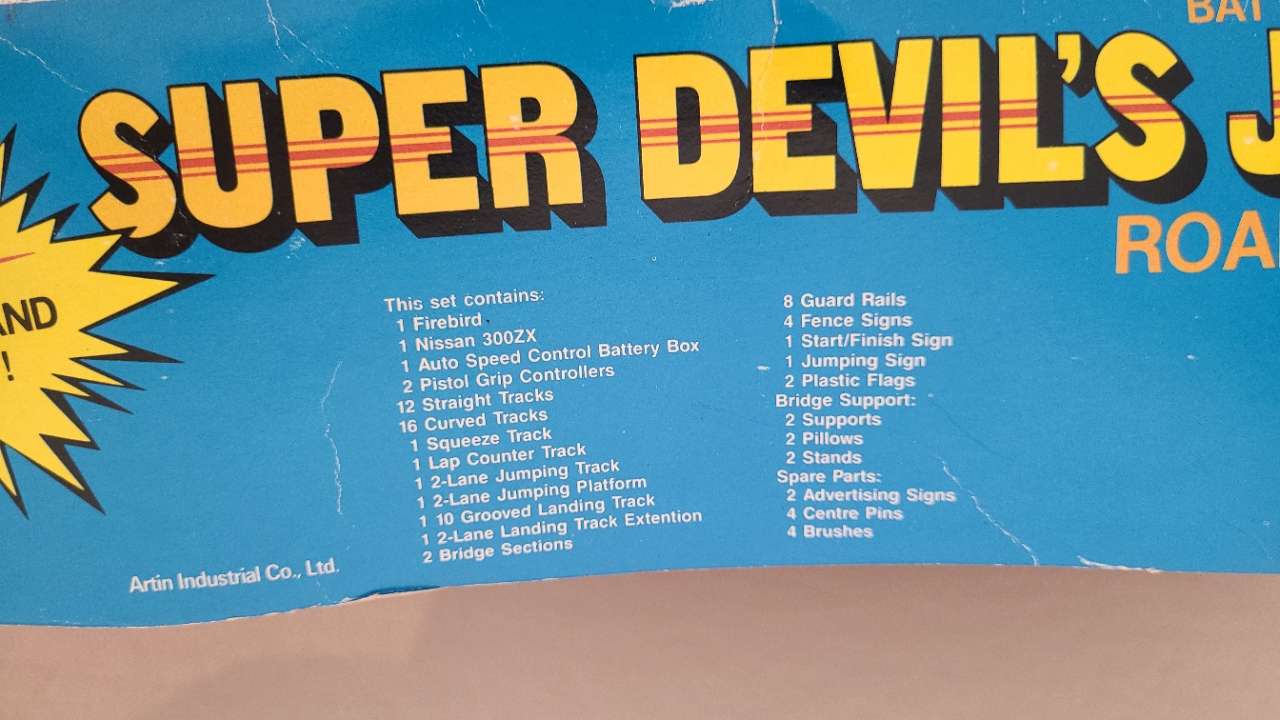 BAT
SUPER DEVIL'S J
ROA
AND
!
This set contains:
1 Firebird
1 Nissan 300ZX
1 Auto Speed Control Battery Box
2 Pistol Grip Controllers
12 Straight Tracks
16 Curved Tracks
1 Squeeze Track
1 Lap Counter Track
1 2-Lane Jumping Track
1 2-Lane Jumping Platform
1 10 Grooved Landing Track
1 2-Lane Landing Track Extention
2 Bridge Sections
8 Guard Rails
4 Fence Signs
1 Start/Finish Sign
1 Jumping Sign
2 Plastic Flags
Bridge Support:
2 Supports
2 Pillows
2 Stands
Spare Parts:
2 Advertising Signs
4 Centre Pins
4 Brushes
Artin Industrial Co., Ltd.